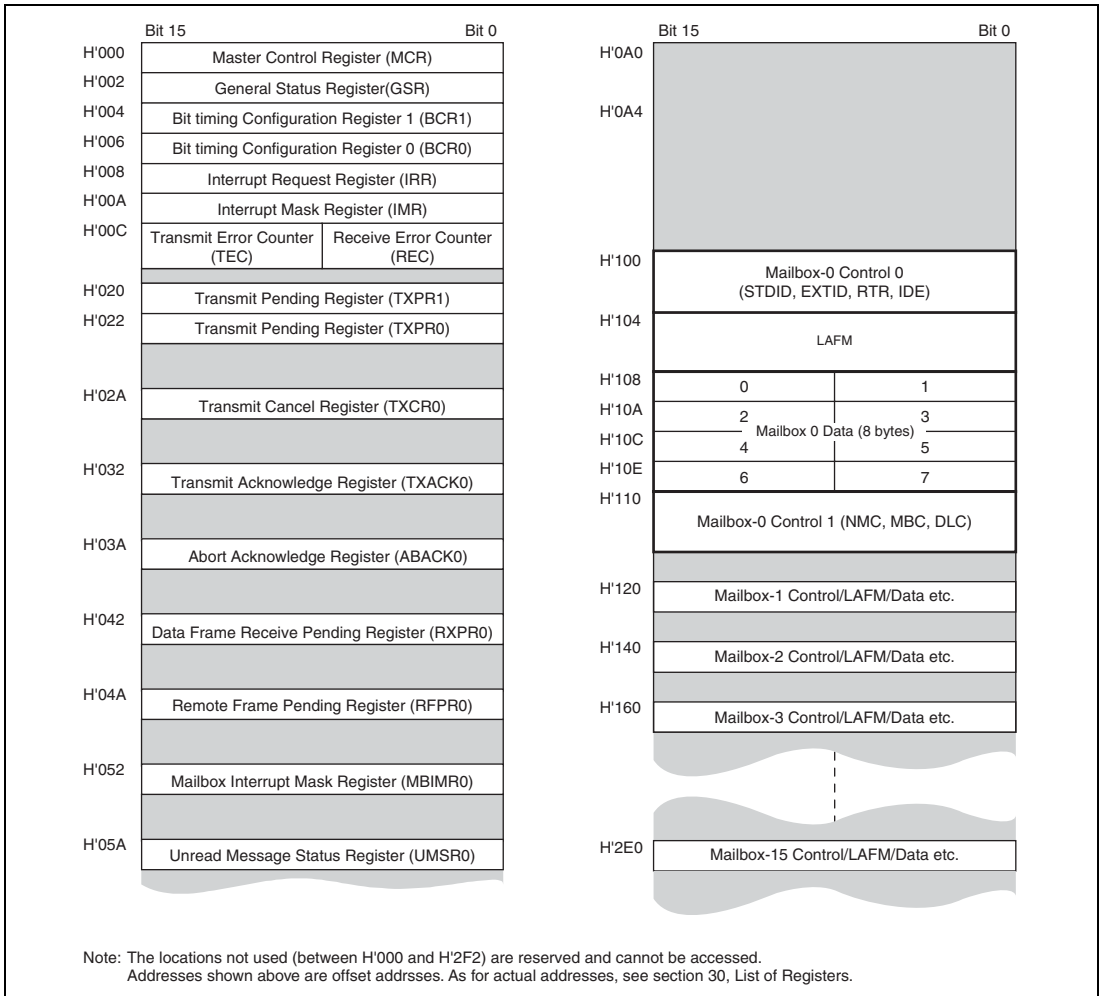 Bit 15 Bit 0
H'000 Master Control Register (MCR)
H'002 General Status Register(GSR)
H'004 Bit timing Configuration Register 1 (BCR1)
H'006 Bit timing Configuration Register 0 (BCR0)
H'008 Interrupt Request Register (IRR)
H'00A Interrupt Mask Register (IMR)
H'00C Transmit Error Counter (TEC) Receive Error Counter (REC)
H'020 Transmit Pending Register (TXPR1)
H'022 Transmit Pending Register (TXPR0)
H'02A Transmit Cancel Register (TXCR0)
H'032 Transmit Acknowledge Register (TXACK0)
H'03A Abort Acknowledge Register (ABACK0)
H'042 Data Frame Receive Pending Register (RXPR0)
H'04A Remote Frame Pending Register (RFPR0)
H'052 Mailbox Interrupt Mask Register (MBIMR0)
H'05A Unread Message Status Register (UMSR0)
Bit 15 Bit 0
H'0A0
H'0A4
H'100 Mailbox-0 Control 0
(STDID, EXTID, RTR, IDE)
H'104 LAFM
H'108 0 1
H'10A 2 3
Mailbox 0 Data (8 bytes)
H'10C 4 5
H'10E 6 7
H'110 Mailbox-0 Control 1 (NMC, MBC, DLC)
H'120 Mailbox-1 Control/LAFM/Data etc.
H'140 Mailbox-2 Control/LAFM/Data etc.
H'160 Mailbox-3 Control/LAFM/Data etc.
H'2E0 Mailbox-15 Control/LAFM/Data etc.
Note: The locations not used (between H'000 and H'2F2) are reserved and cannot be accessed.
Addresses shown above are offset addrsses. As for actual addresses, see section 30, List of Registers.